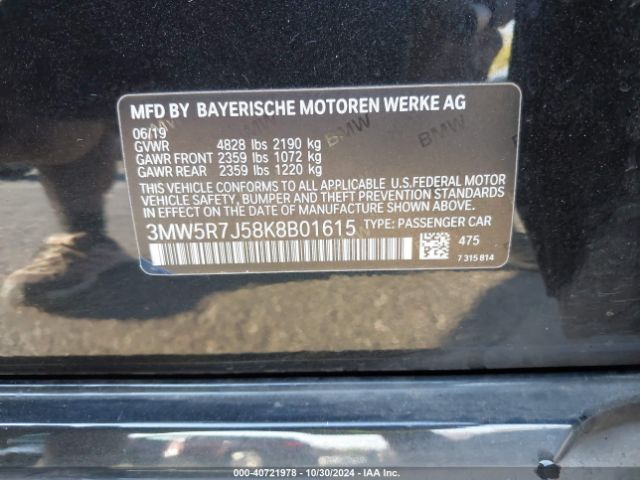 MFD BY BAYERISCHE MOTOREN WERKE AG
06/19
GVWR 4828 lbs 2190 kg
GAWR FRONT 2359 lbs 1072 kg
GAWR REAR 2359 lbs 1220 kg
THIS VEHICLE CONFORMS TO ALL APPLICABLE U.S.FEDERAL MOTOR
VEHICLE SAFETY, BUMPER, AND THEFT PREVENTION STANDARDS
IN EFFECT ON THE DATE OF MANUFACTURE SHOWN ABOVE.
3MW5R7J58K8B01615 TYPE: PASSENGER CAR
475
7 315 814
BMW
BMW
000-40721978 - 10/30/2024 - IAA Inc.